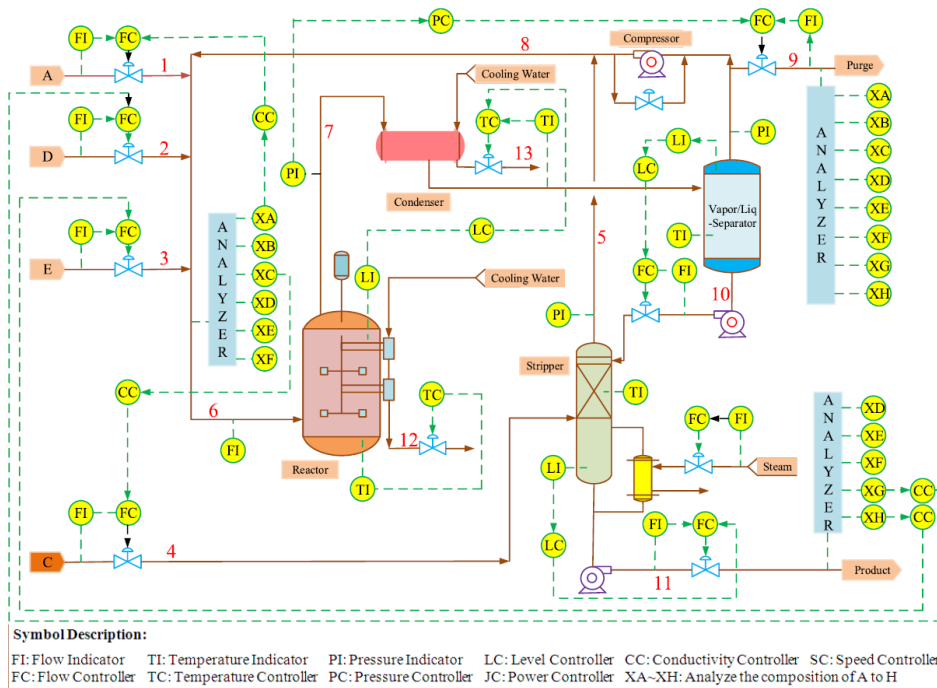 PC
FC
FI
FI
FC
8
Compressor
9
Purge
A
1
Cooling Water
CC
TC
TI
7
XA
XB
XC
XD
XE
XF
XG
XH
A
N
A
L
Y
Z
E
R
FI
FC
D
2
PI
LI
PI
LC
13
Condenser
Vapor/Liq
-Separator
FI
FC
E
3
A
N
A
L
Y
Z
E
R
XA
XB
XC
XD
XE
XF
LC
5
TI
LI
Cooling Water
FC
FI
10
PI
Stripper
CC
6
FI
TC
12
TI
Reactor
TI
A
N
A
L
Y
Z
E
R
XD
XE
XF
XG
CC
XH
CC
FC
FI
Steam
LI
FI
FC
C
4
LC
FI
FC
11
Product
Symbol Description:
FI: Flow Indicator TI: Temperature Indicator PI: Pressure Indicator LC: Level Controller CC: Conductivity Controller SC: Speed Controller
FC: Flow Controller TC: Temperature Controller PC: Pressure Controller JC: Power Controller XA~XH: Analyze the composition of A to H